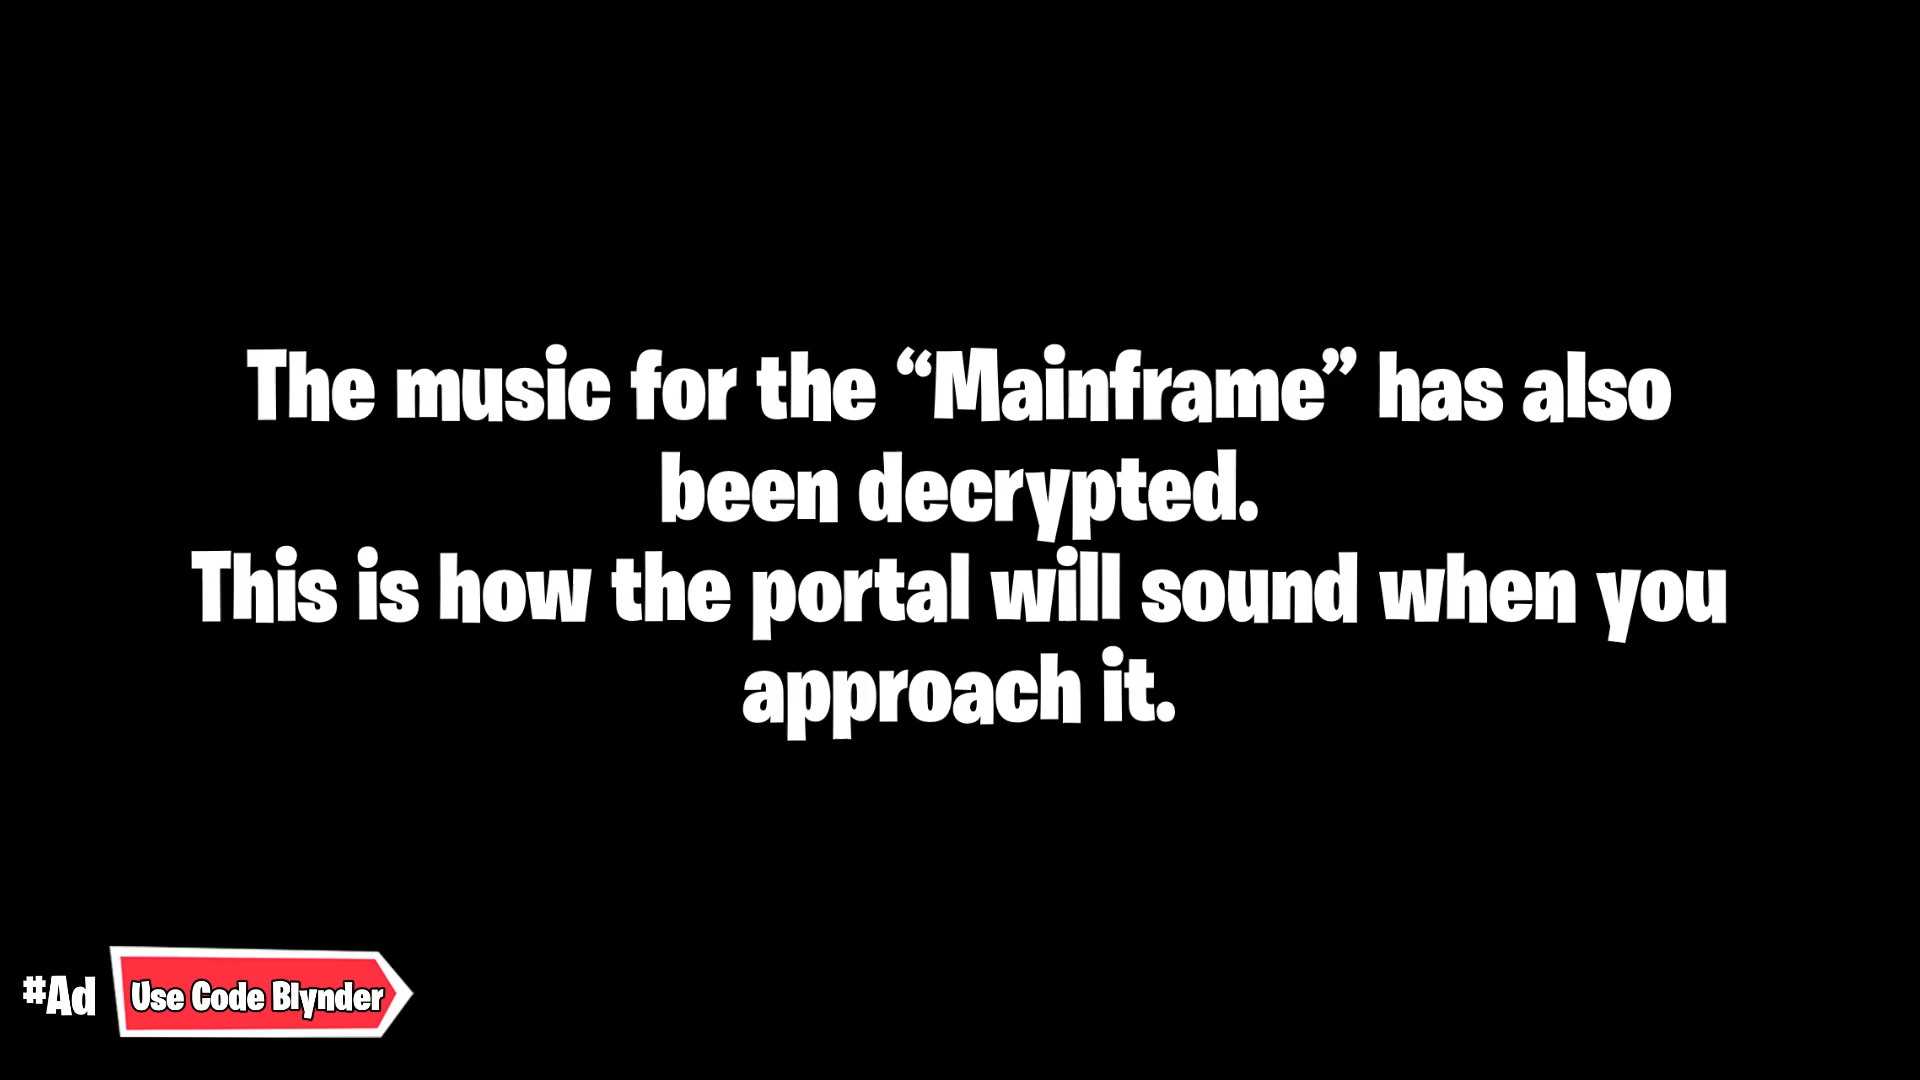 The music for the “Mainframe” has also
been decrypted.
This is how the portal will sound when you
approach it.
#Ad
Use Code Blynder